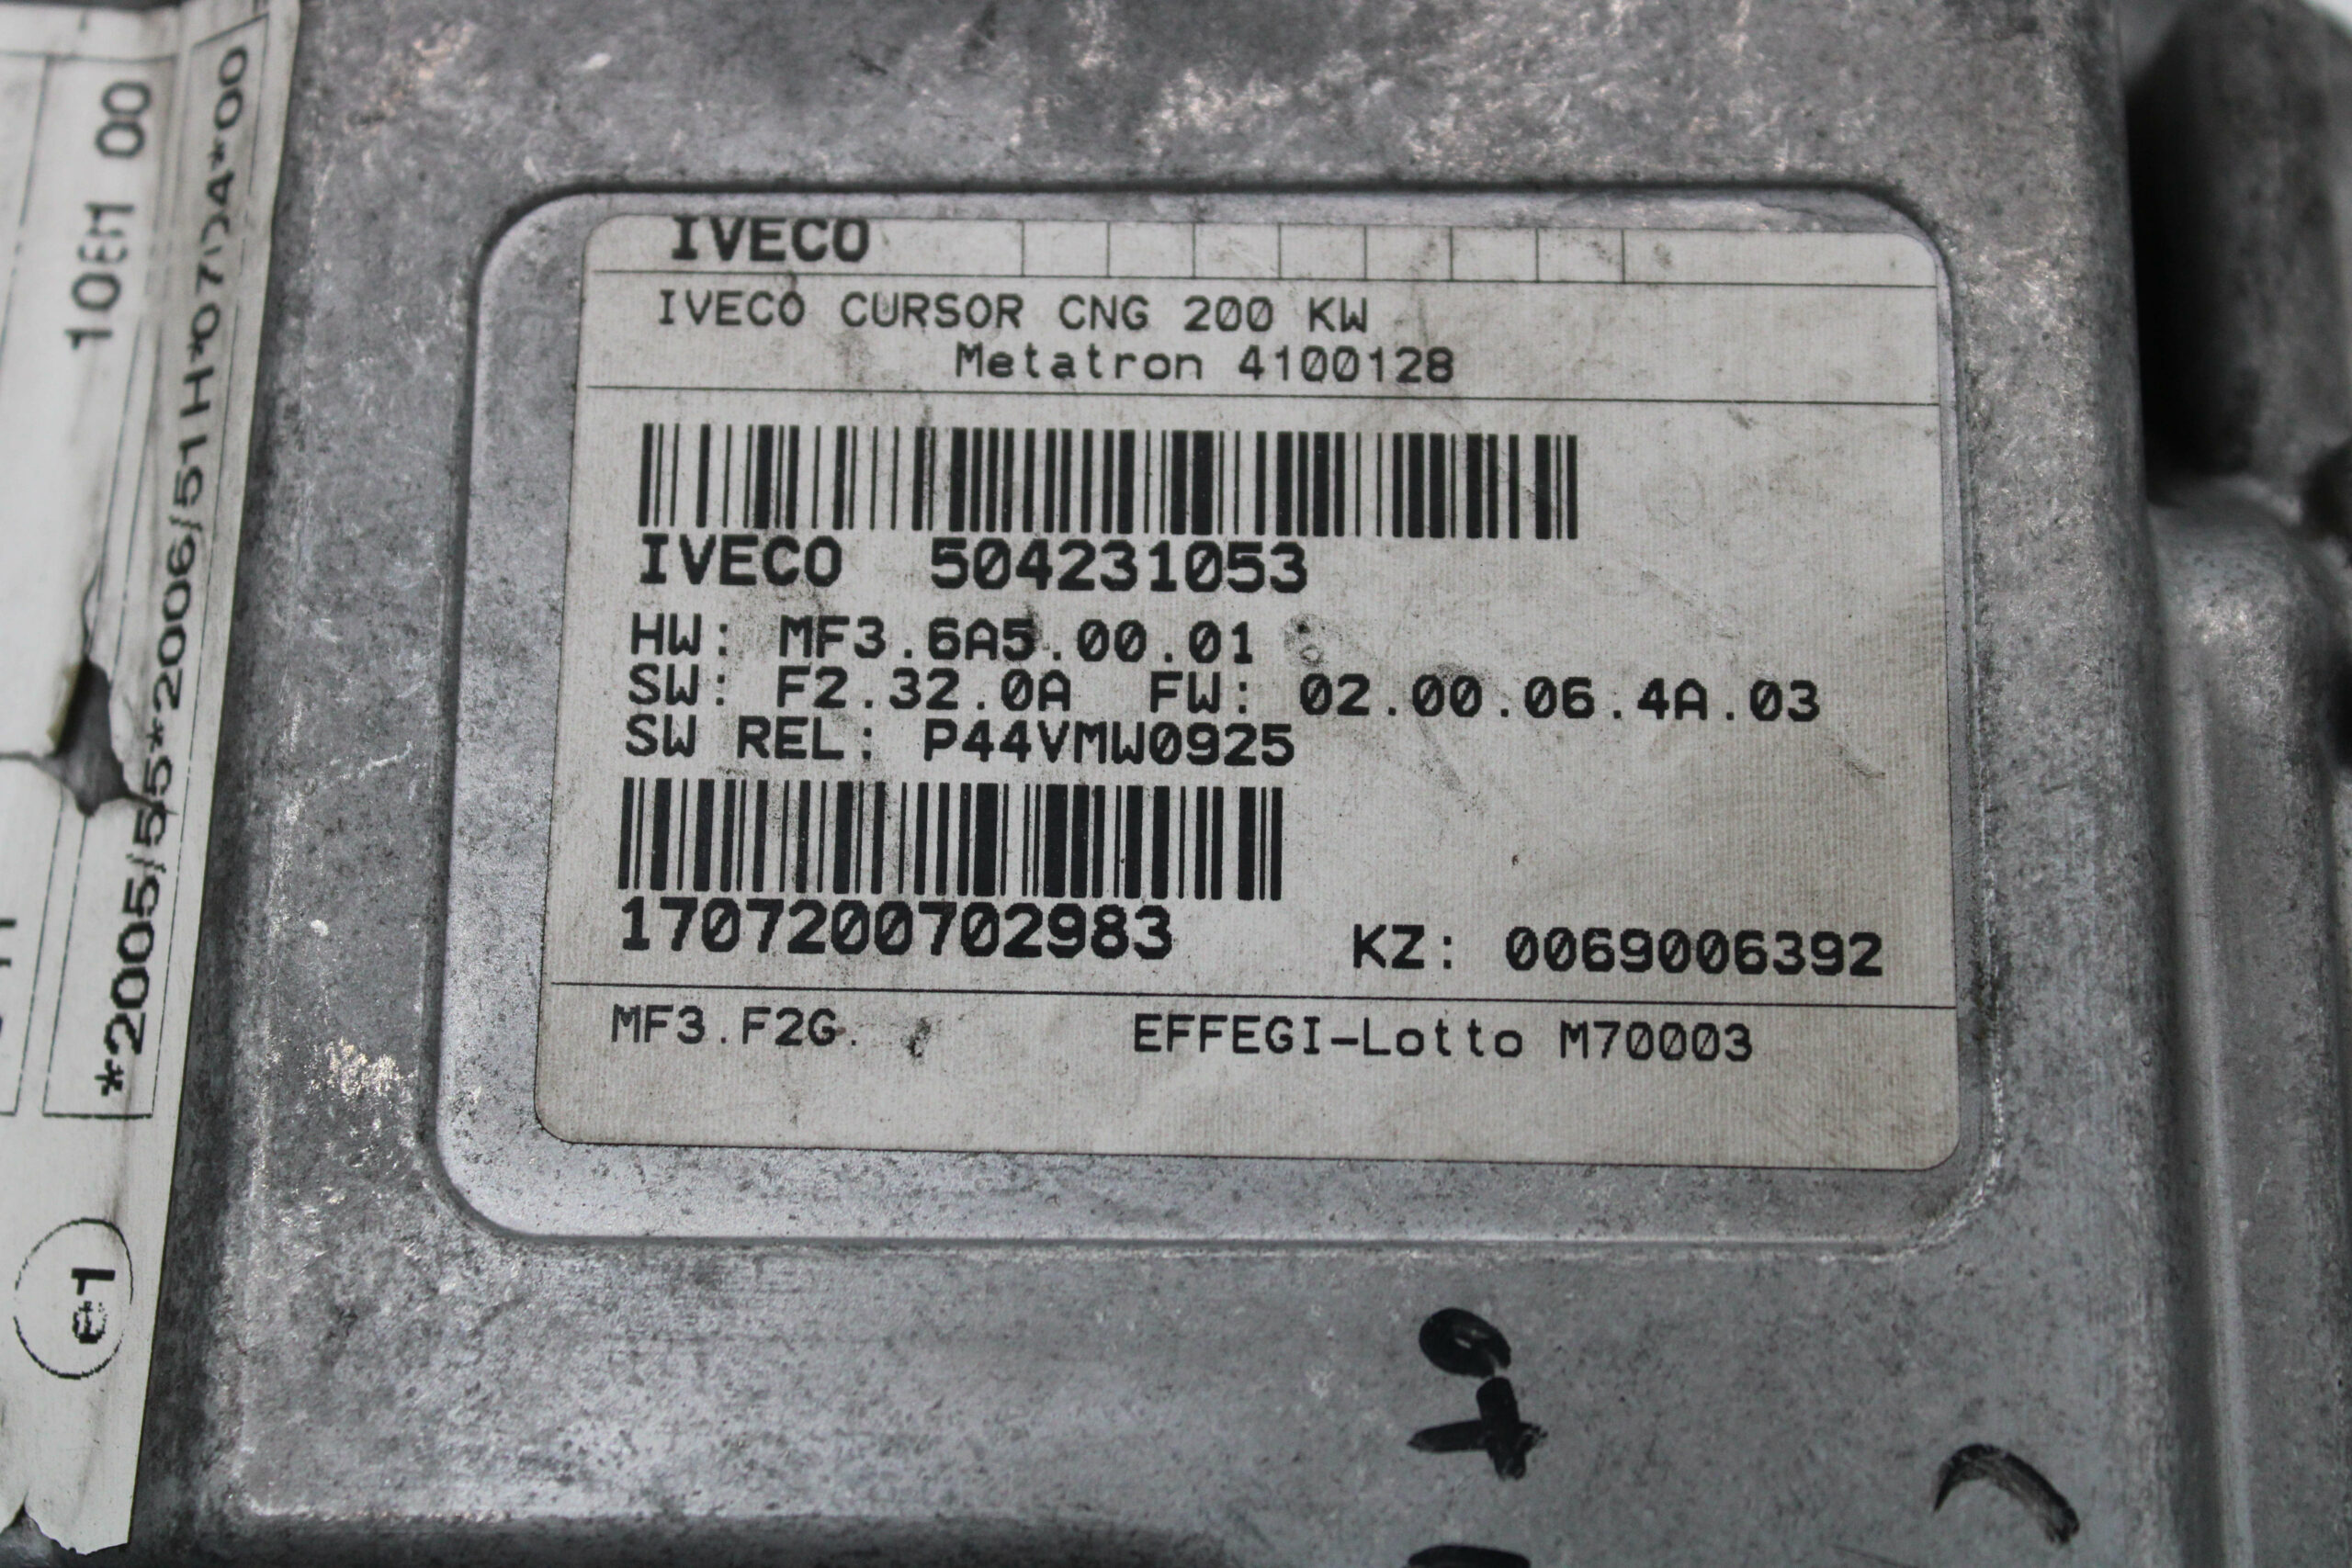 IVECO
IVECO CURSOR CNG 200 KW
Metatron 4100128
IVECO 504231053
HW: MF3.6A5.00.01
SW: F2.32.0A FW: 02.00.06.4A.03
SW REL: P44VMW0925
1707200702983 KZ: 0069006392
MF3.F2G. EFFEGI-Lotto M70003
*2005/55*2006/51H*0704*00
00
e1